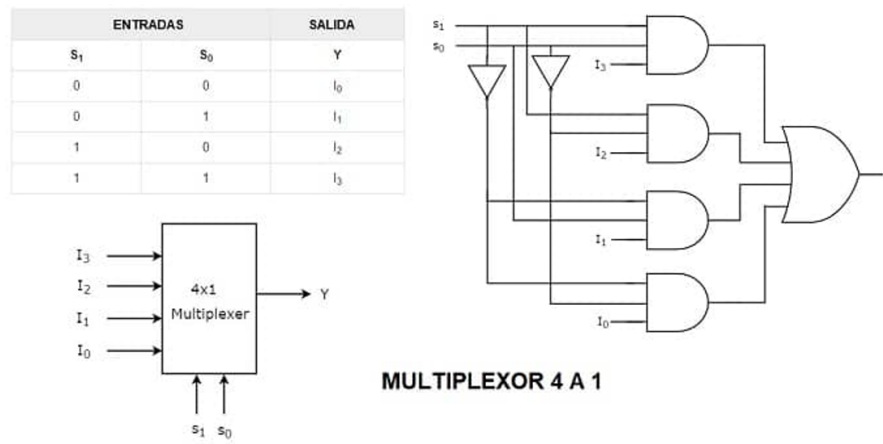 ENTRADAS SALIDA
S₁ S₀ Y
0 0 I₀
0 1 I₁
1 0 I₂
1 1 I₃
I₃
I₂
I₁
I₀
4x1
Multiplexer
Y
s₁ s₀
s₁
s₀
I₃
I₂
I₁
I₀
MULTIPLEXOR 4 A 1